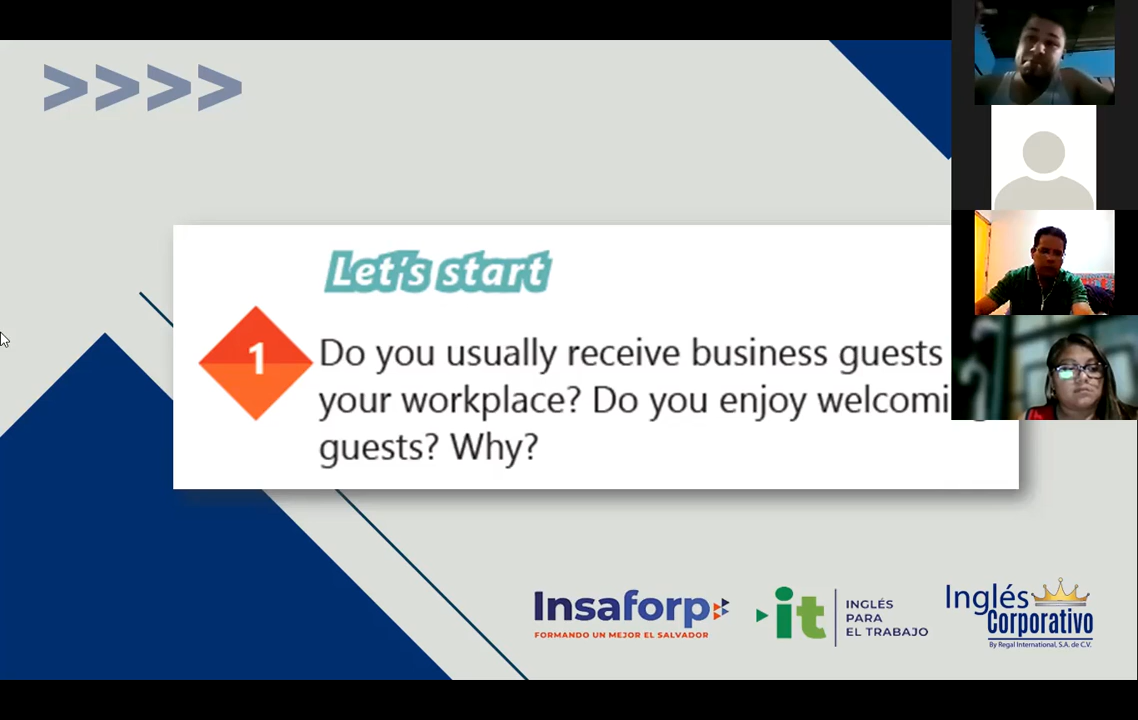 >>>>
Let's start
1
Do you usually receive business guests
your workplace? Do you enjoy welcomi
guests? Why?
Insaforp
FORMANDO UN MEJOR EL SALVADOR
it
INGLÉS
PARA
EL TRABAJO
Inglés
Corporativo
By Regal International, S.A. de C.V.